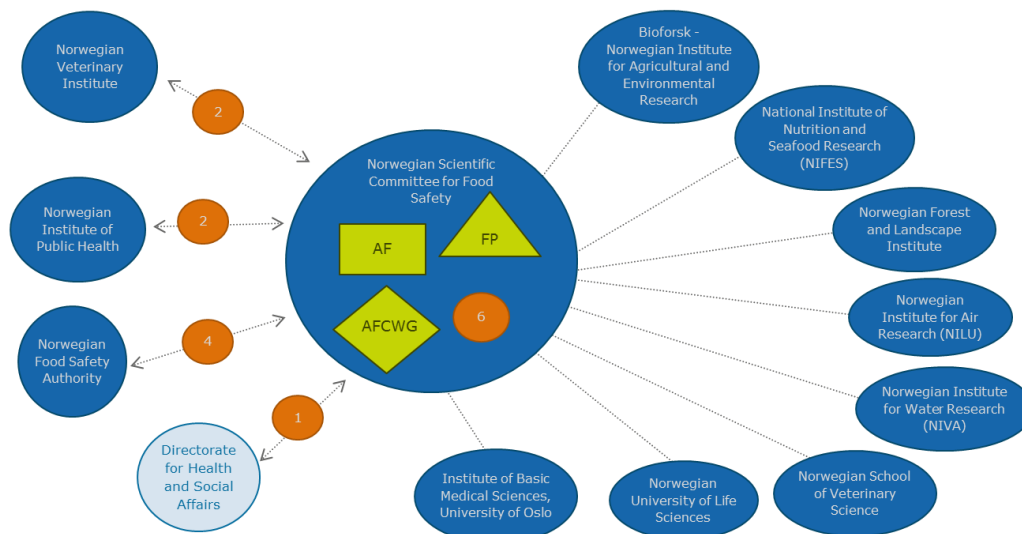 Norwegian
Veterinary
Institute
2
Norwegian
Institute of
Public Health
2
Norwegian
Food Safety
Authority
4
Directorate
for Health
and Social
Affairs
1
Norwegian Scientific
Committee for Food
Safety
AF
FP
AFCWG
6
Bioforsk -
Norwegian Institute
for Agricultural and
Environmental
Research
National Institute of
Nutrition and
Seafood Research
(NIFES)
Norwegian Forest
and Landscape
Institute
Norwegian
Institute for Air
Research (NILU)
Norwegian Institute
for Water Research
(NIVA)
Norwegian School
of Veterinary
Science
Norwegian
University of Life
Sciences
Institute of Basic
Medical Sciences,
University of Oslo